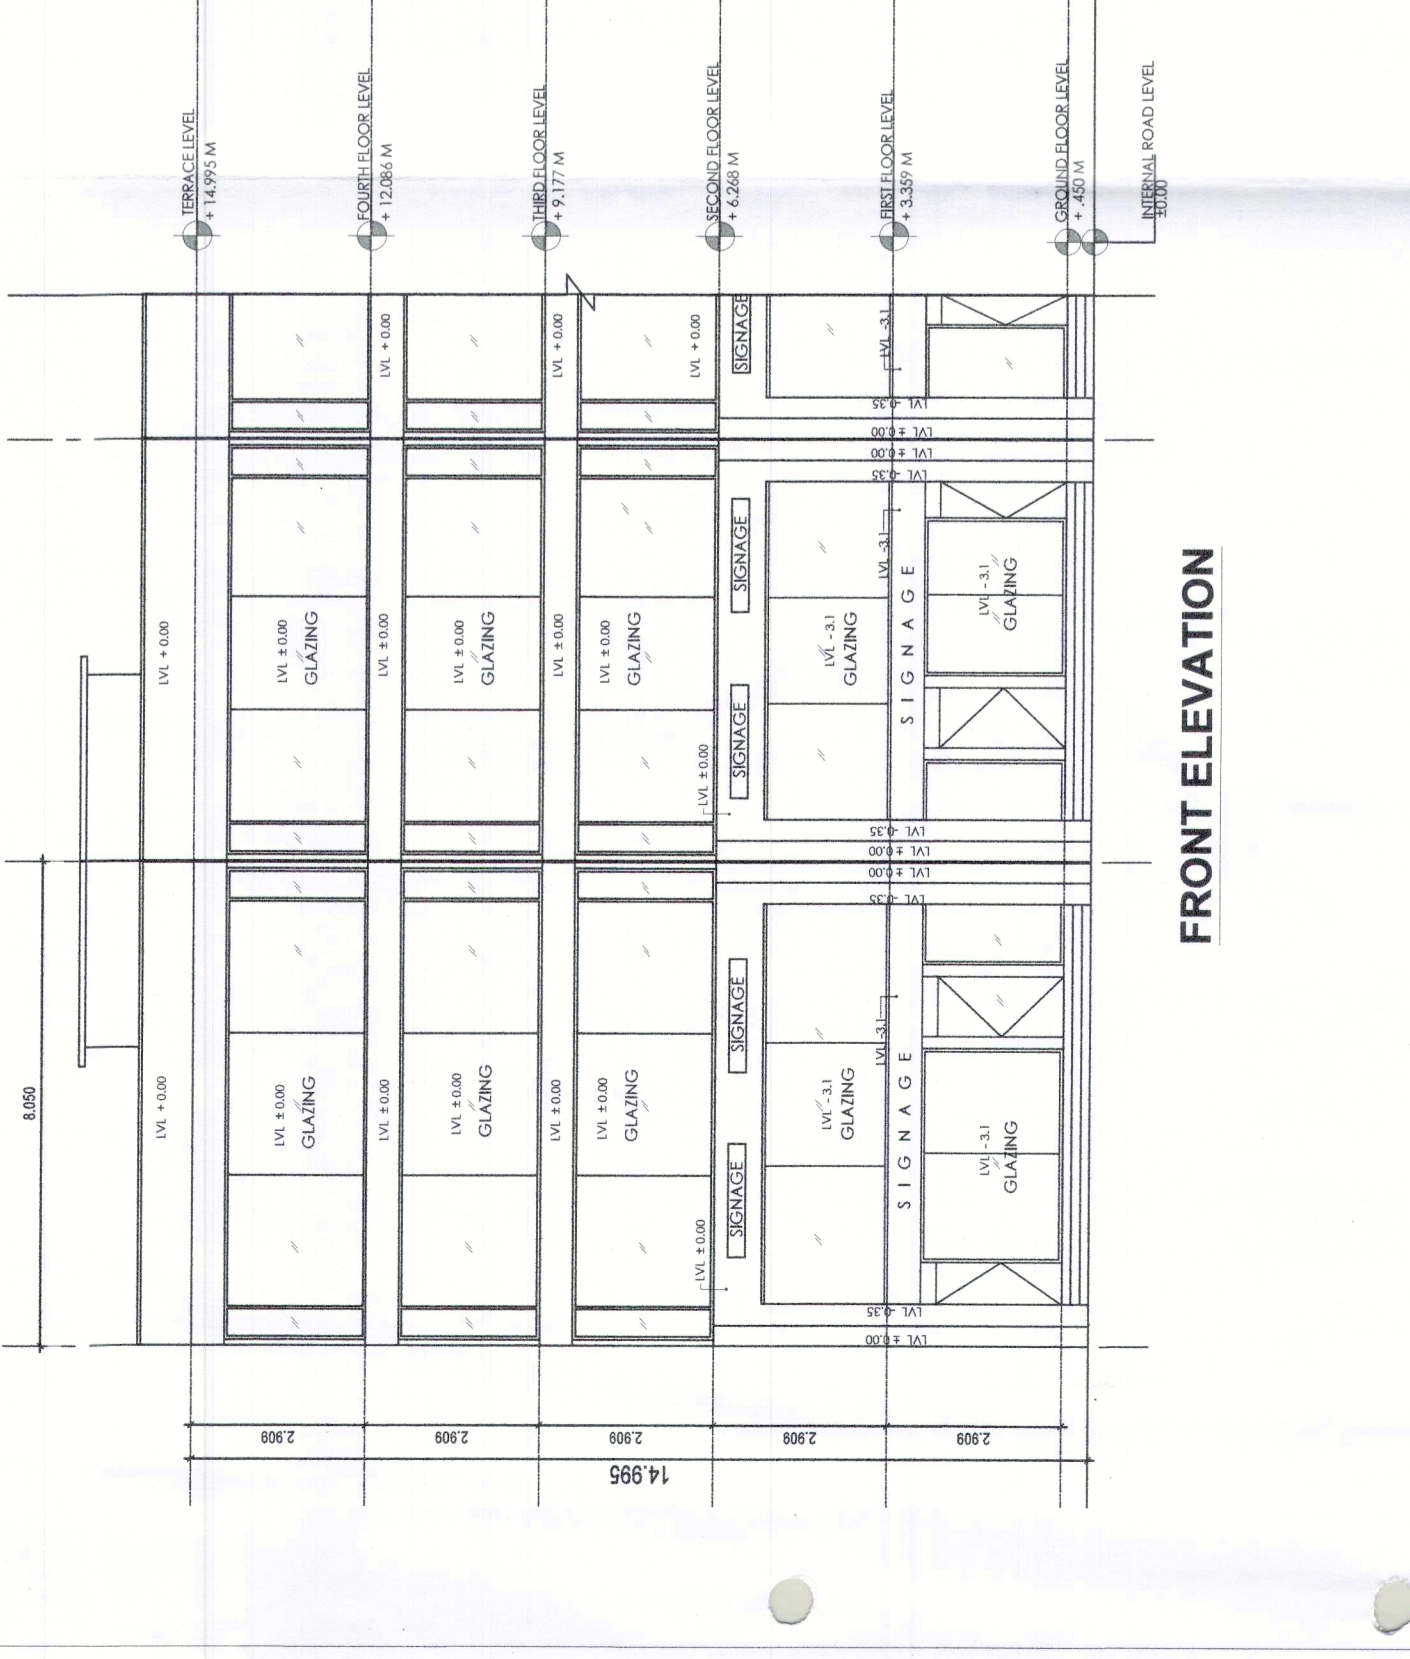 8.050
LVL + 0.00
LVL + 0.00
TERRACE LEVEL
+ 14.995 M
2.909
LVL ± 0.00
GLAZING
LVL ± 0.00
GLAZING
FOURTH FLOOR LEVEL
+ 12.086 M
LVL ± 0.00
LVL ± 0.00
LVL + 0.00
2.909
LVL ± 0.00
GLAZING
LVL ± 0.00
GLAZING
THIRD FLOOR LEVEL
+ 9.177 M
LVL ± 0.00
LVL ± 0.00
LVL + 0.00
2.909
14.995
LVL ± 0.00
GLAZING
LVL ± 0.00
GLAZING
LVL ± 0.00
LVL ± 0.00
LVL + 0.00
SECOND FLOOR LEVEL
+ 6.268 M
SIGNAGE
SIGNAGE
SIGNAGE
SIGNAGE
SIGNAGE
2.909
LVL - 3.1
GLAZING
LVL - 3.1
GLAZING
LVL -3.1
LVL -3.1
LVL -3.1
FIRST FLOOR LEVEL
+ 3.359 M
LVL ± 0.00
LVL -0.35
LVL -0.35
LVL ± 0.00
LVL ± 0.00
LVL -0.35
LVL -0.35
LVL ± 0.00
LVL ± 0.00
LVL -0.35
SIGNAGE
SIGNAGE
2.909
LVL - 3.1
GLAZING
LVL - 3.1
GLAZING
GROUND FLOOR LEVEL
+ .450 M
INTERNAL ROAD LEVEL
±0.00
FRONT ELEVATION